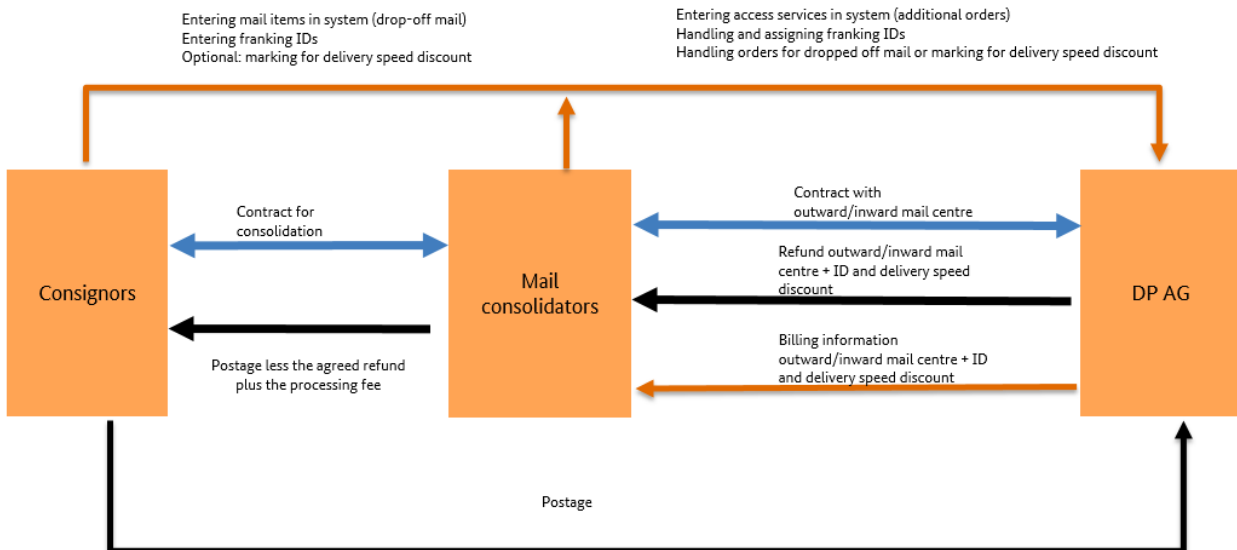 Entering mail items in system (drop-off mail)
Entering franking IDs
Optional: marking for delivery speed discount
Entering access services in system (additional orders)
Handling and assigning franking IDs
Handling orders for dropped off mail or marking for delivery speed discount
Consignors
Contract for
consolidation
Postage less the agreed refund
plus the processing fee
Mail
consolidators
Contract with
outward/inward mail centre
Refund outward/inward mail
centre + ID and delivery speed
discount
Billing information
outward/inward mail centre + ID
and delivery speed discount
DP AG
Postage